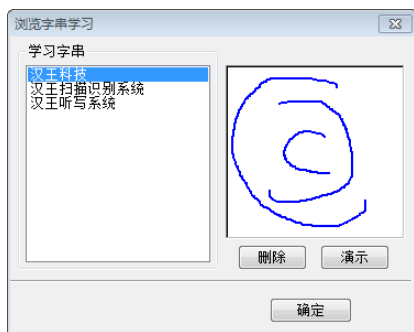 浏览字串学习
学习字串
汉王科技
汉王扫描识别系统
汉王听写系统
删除
演示
确定